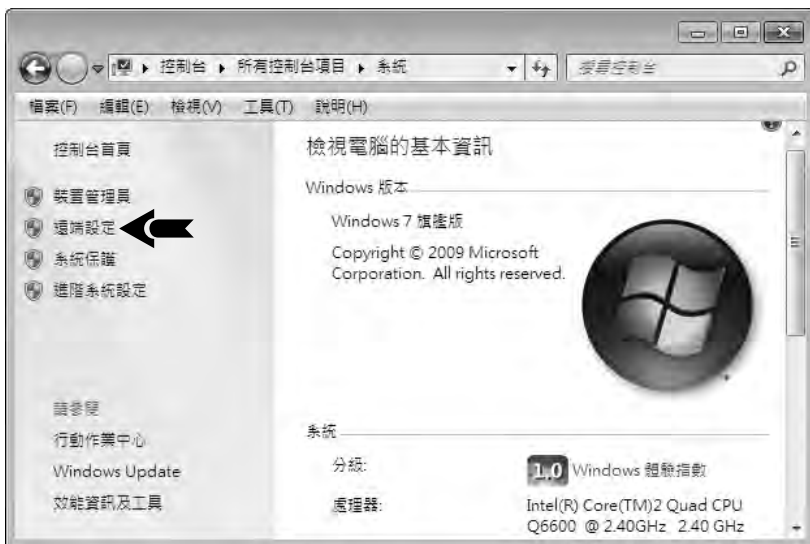 控制台 ▸ 所有控制台項目 ▸ 系統
搜尋控制台
檔案(F) 編輯(E) 檢視(V) 工具(T) 說明(H)
控制台首頁
裝置管理員
遠端設定
系統保護
進階系統設定
請參閱
行動作業中心
Windows Update
效能資訊及工具
檢視電腦的基本資訊
Windows 版本
Windows 7 旗艦版
Copyright © 2009 Microsoft
Corporation. All rights reserved.
系統
分級:
1.0 Windows 體驗指數
處理器:
Intel(R) Core(TM)2 Quad CPU
Q6600 @ 2.40GHz 2.40 GHz